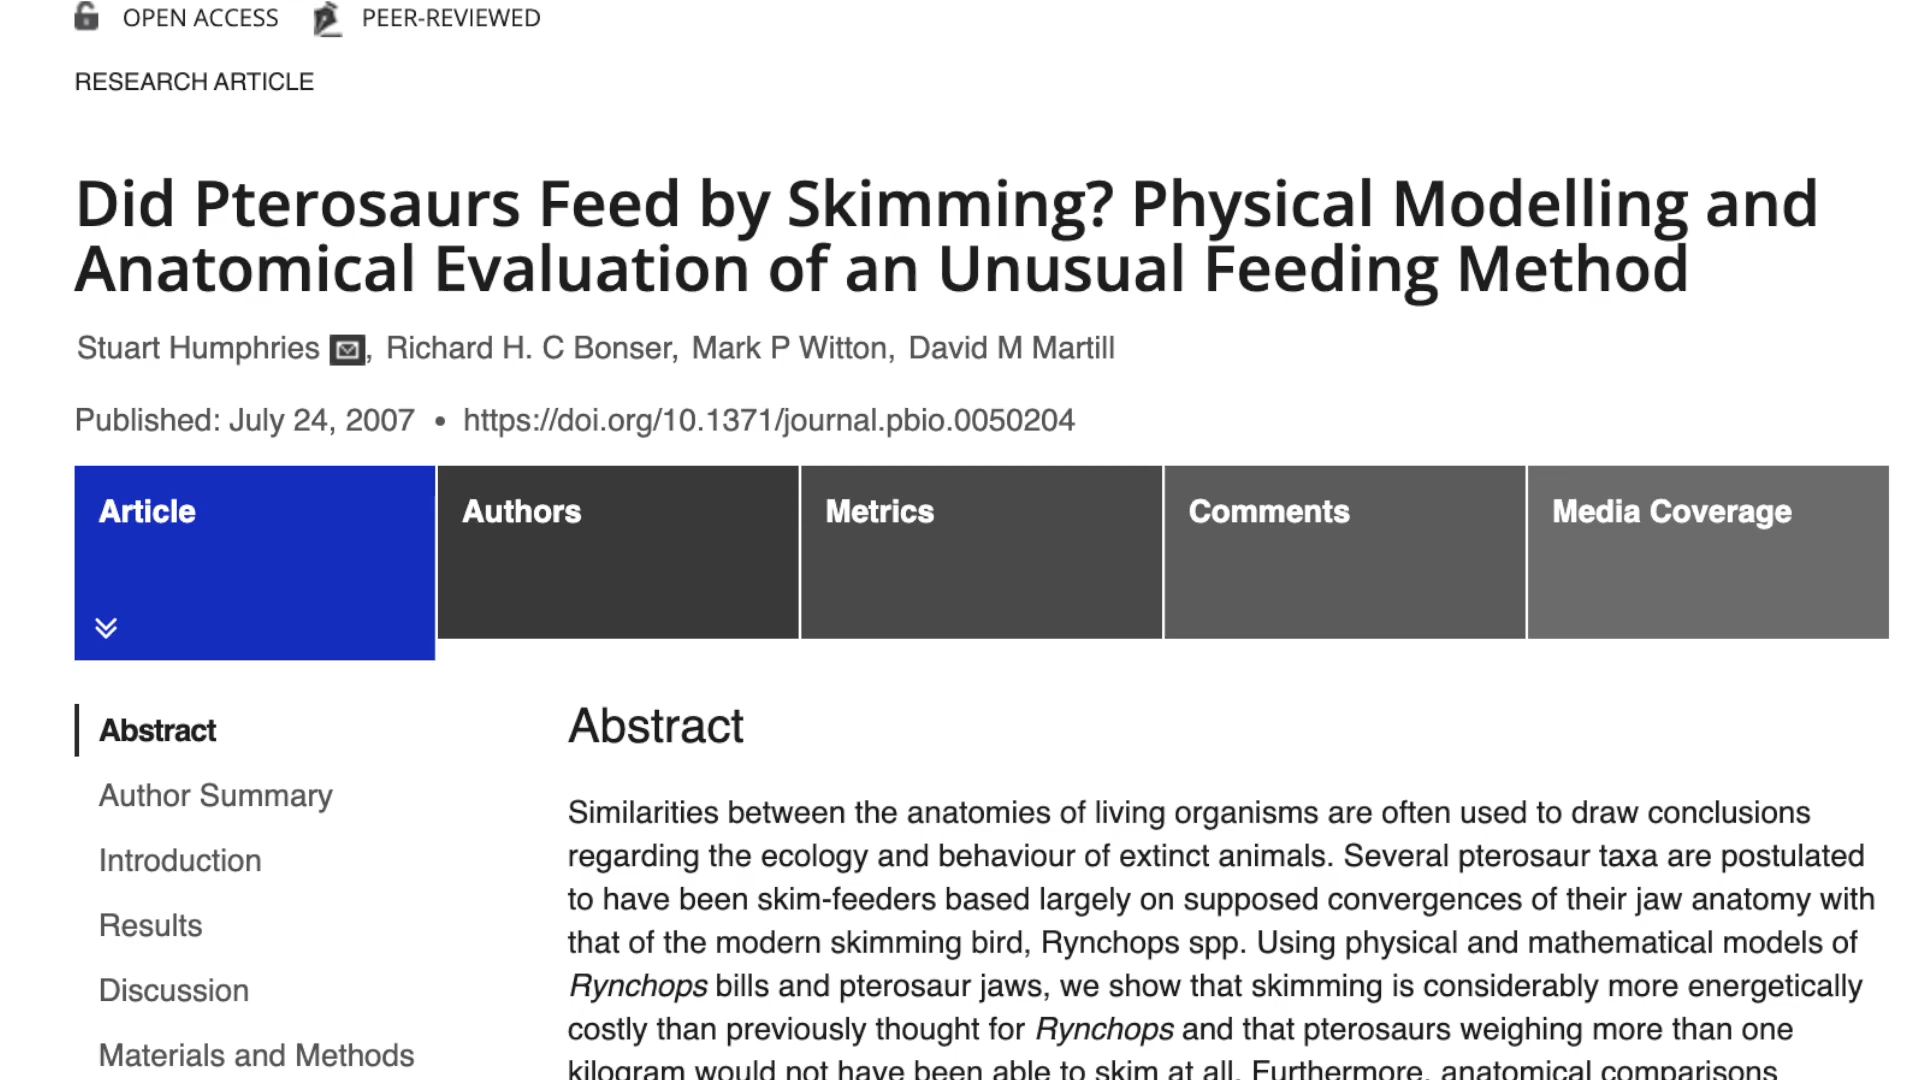 OPEN ACCESS PEER-REVIEWED
RESEARCH ARTICLE
Did Pterosaurs Feed by Skimming? Physical Modelling and
Anatomical Evaluation of an Unusual Feeding Method
Stuart Humphries , Richard H. C Bonser, Mark P Witton, David M Martill
Published: July 24, 2007 • https://doi.org/10.1371/journal.pbio.0050204
Article Authors Metrics Comments Media Coverage
Abstract
Author Summary
Introduction
Results
Discussion
Materials and Methods
Abstract
Similarities between the anatomies of living organisms are often used to draw conclusions
regarding the ecology and behaviour of extinct animals. Several pterosaur taxa are postulated
to have been skim-feeders based largely on supposed convergences of their jaw anatomy with
that of the modern skimming bird, Rynchops spp. Using physical and mathematical models of
Rynchops bills and pterosaur jaws, we show that skimming is considerably more energetically
costly than previously thought for Rynchops and that pterosaurs weighing more than one
kilogram would not have been able to skim at all. Furthermore, anatomical comparisons